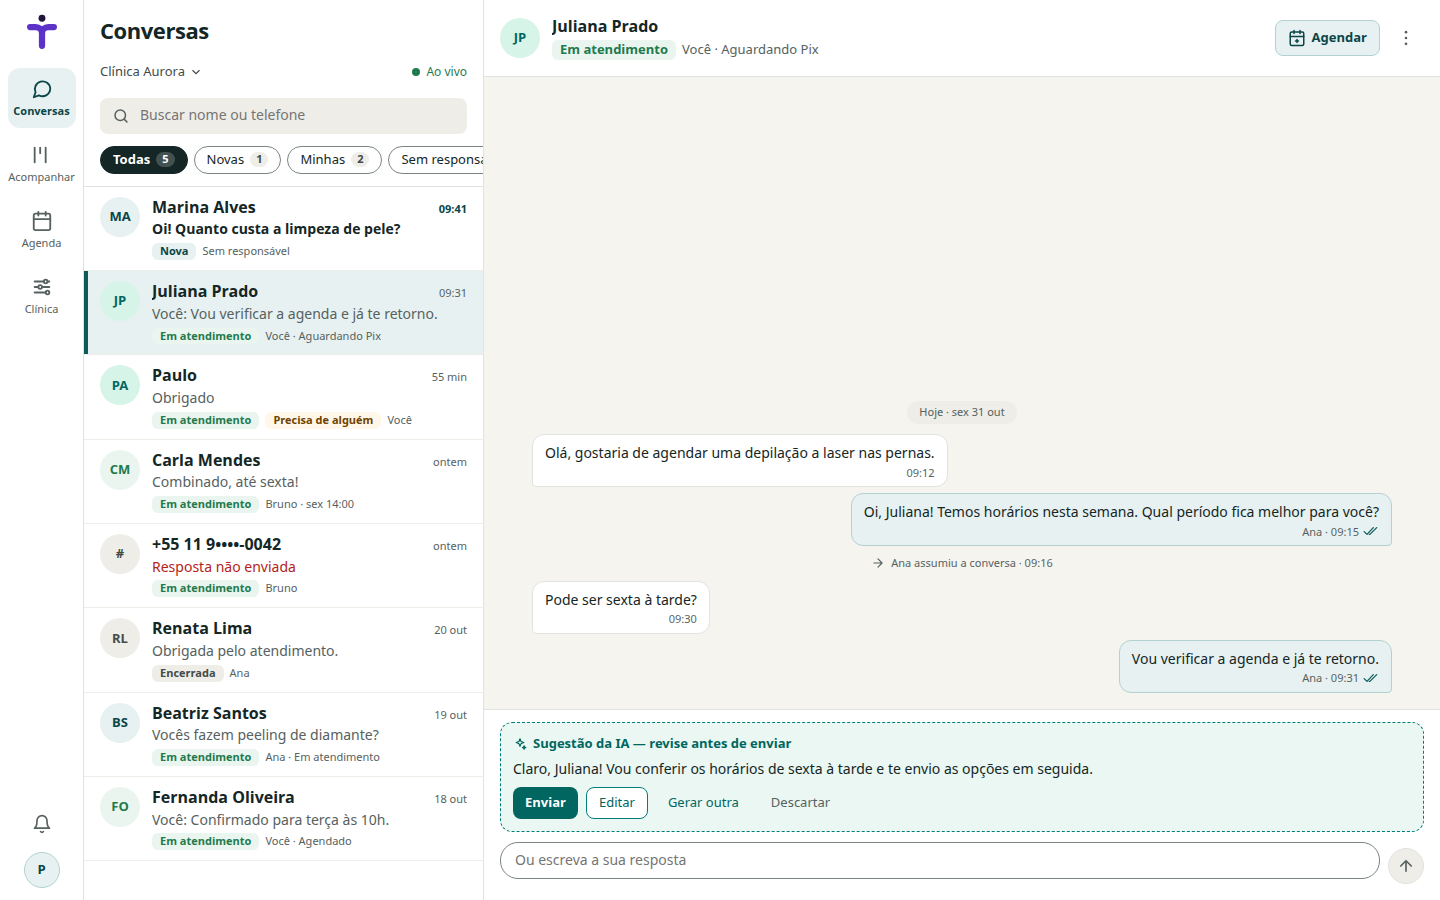 Conversas
Acompanhar
Agenda
Clínica
P
Conversas
Clínica Aurora
Ao vivo
Buscar nome ou telefone
Todas 5
Novas 1
Minhas 2
Sem responsa
MA
Marina Alves
09:41
Oi! Quanto custa a limpeza de pele?
Nova
Sem responsável
JP
Juliana Prado
09:31
Você: Vou verificar a agenda e já te retorno.
Em atendimento
Você · Aguardando Pix
PA
Paulo
55 min
Obrigado
Em atendimento
Precisa de alguém
Você
CM
Carla Mendes
ontem
Combinado, até sexta!
Em atendimento
Bruno · sex 14:00
#
+55 11 9••••-0042
ontem
Resposta não enviada
Em atendimento
Bruno
RL
Renata Lima
20 out
Obrigada pelo atendimento.
Encerrada
Ana
BS
Beatriz Santos
19 out
Vocês fazem peeling de diamante?
Em atendimento
Ana · Em atendimento
FO
Fernanda Oliveira
18 out
Você: Confirmado para terça às 10h.
Em atendimento
Você · Agendado
JP
Juliana Prado
Em atendimento
Você · Aguardando Pix
Agendar
Hoje · sex 31 out
Olá, gostaria de agendar uma depilação a laser nas pernas.
09:12
Oi, Juliana! Temos horários nesta semana. Qual período fica melhor para você?
Ana · 09:15
Ana assumiu a conversa · 09:16
Pode ser sexta à tarde?
09:30
Vou verificar a agenda e já te retorno.
Ana · 09:31
Sugestão da IA — revise antes de enviar
Claro, Juliana! Vou conferir os horários de sexta à tarde e te envio as opções em seguida.
Enviar
Editar
Gerar outra
Descartar
Ou escreva a sua resposta